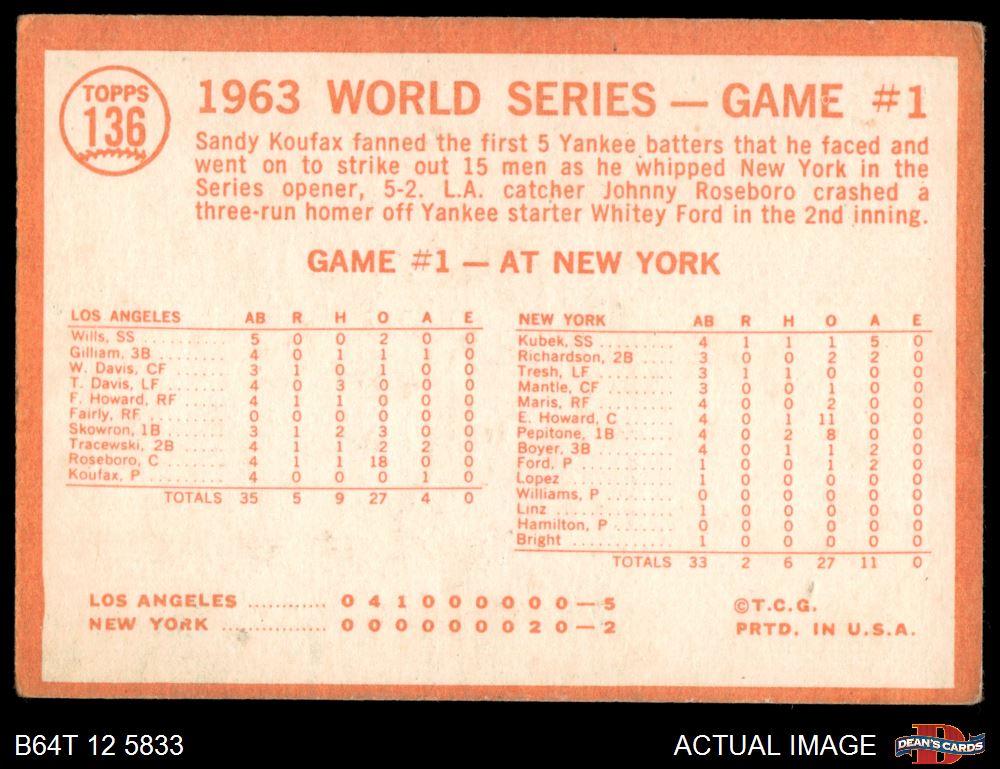 TOPPS
136
1963 WORLD SERIES — GAME #1
Sandy Koufax fanned the first 5 Yankee batters that he faced and
went on to strike out 15 men as he whipped New York in the
Series opener, 5-2. L.A. catcher Johnny Roseboro crashed a
three-run homer off Yankee starter Whitey Ford in the 2nd inning.
GAME #1 — AT NEW YORK
LOS ANGELES AB R H O A E
Wills, SS ........ 5 0 0 2 0 0
Gilliam, 3B ........ 4 0 1 1 1 0
W. Davis, CF ...... 3 1 0 1 0 0
T. Davis, LF ...... 4 0 3 0 0 0
F. Howard, RF ...... 4 1 1 0 0 0
Fairly, RF ........ 0 0 0 0 0 0
Skowron, 1B ........ 3 1 2 3 0 0
Tracewski, 2B ...... 4 1 1 2 2 0
Roseboro, C ........ 4 1 1 18 0 0
Koufax, P ........ 4 0 0 0 1 0
TOTALS 35 5 9 27 4 0
NEW YORK AB R H O A E
Kubek, SS .......... 4 1 1 1 5 0
Richardson, 2B .... 3 0 0 2 2 0
Tresh, LF .......... 3 1 1 0 0 0
Mantle, CF ........ 3 0 0 1 0 0
Maris, RF .......... 4 0 0 2 0 0
E. Howard, C ...... 4 0 1 11 0 0
Pepitone, 1B ...... 4 0 2 8 0 0
Boyer, 3B .......... 4 0 1 1 2 0
Ford, P ............ 1 0 0 1 2 0
Lopez ............ 1 0 0 0 0 0
Williams, P ........ 0 0 0 0 0 0
Linz .............. 1 0 0 0 0 0
Hamilton, P ........ 0 0 0 0 0 0
Bright ............ 1 0 0 0 0 0
TOTALS 33 2 6 27 11 0
LOS ANGELES ............ 0 4 1 0 0 0 0 0 0 — 5
NEW YORK ................ 0 0 0 0 0 0 0 2 0 — 2
©T.C.G.
PRTD. IN U.S.A.
B64T 12 5833
ACTUAL IMAGE
D
DEAN'S CARDS